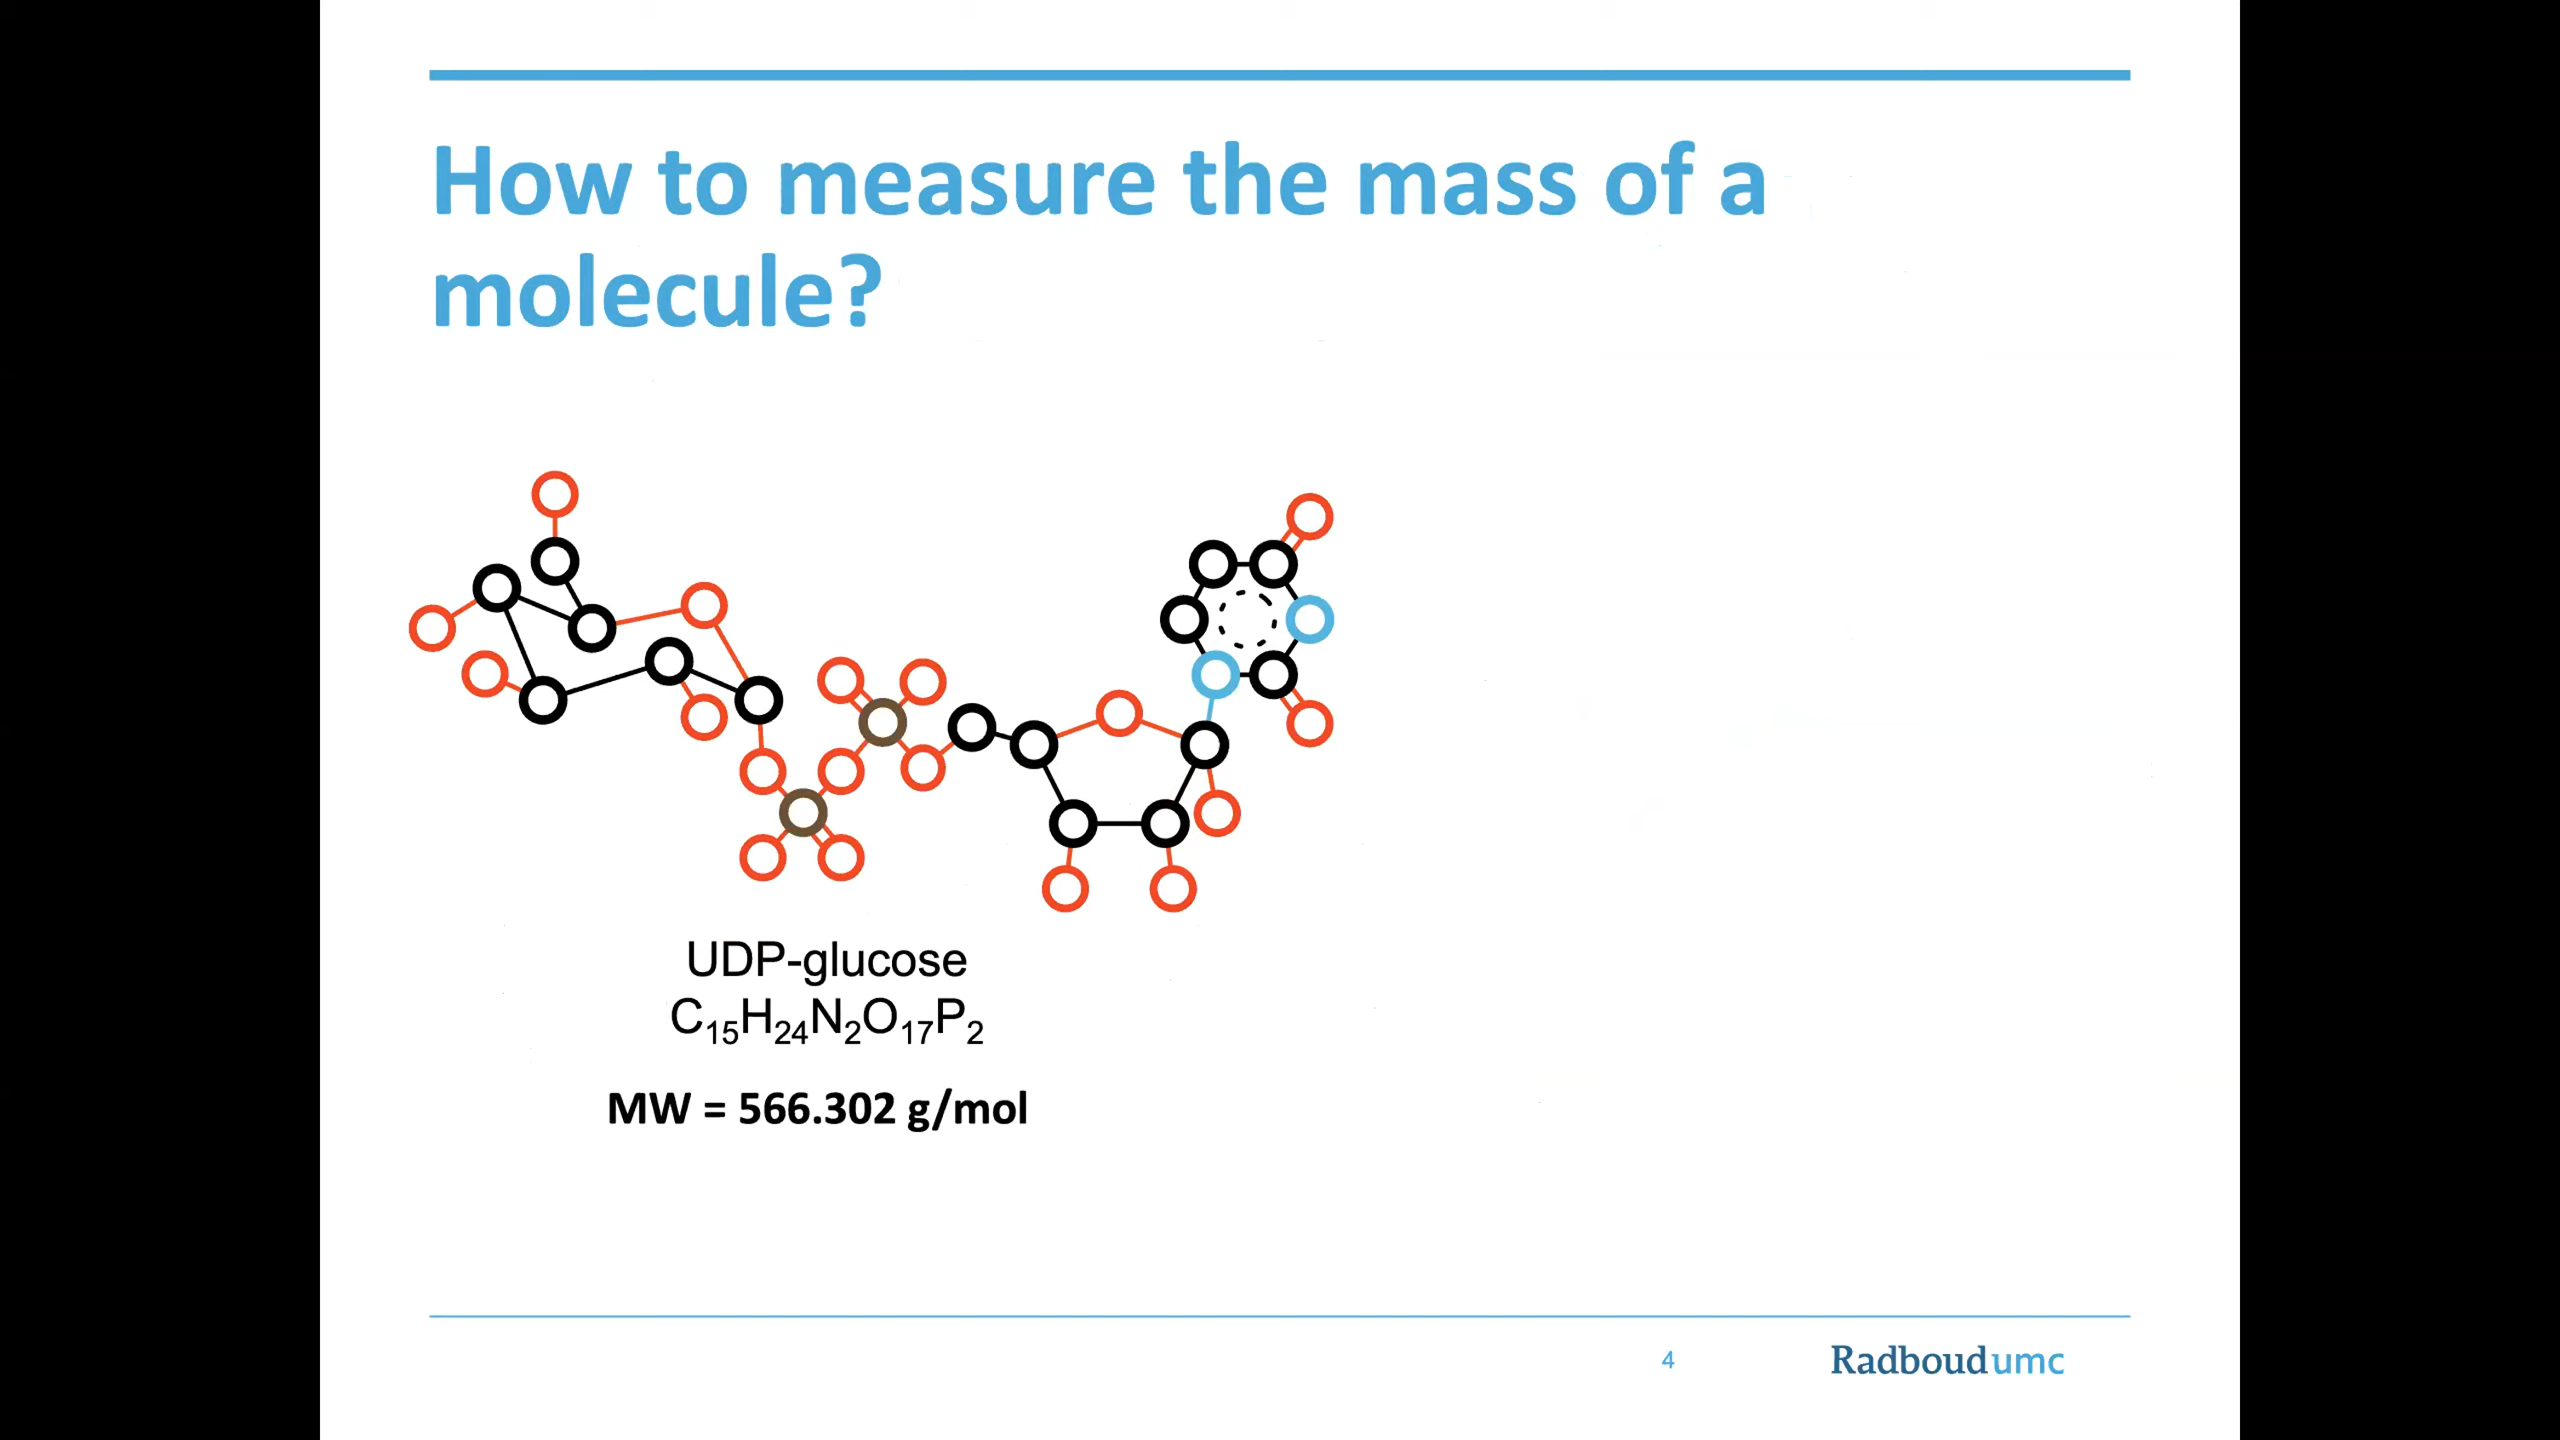 How to measure the mass of a
molecule?
UDP-glucose
C₁₅H₂₄N₂O₁₇P₂
MW = 566.302 g/mol
4
Radboudumc